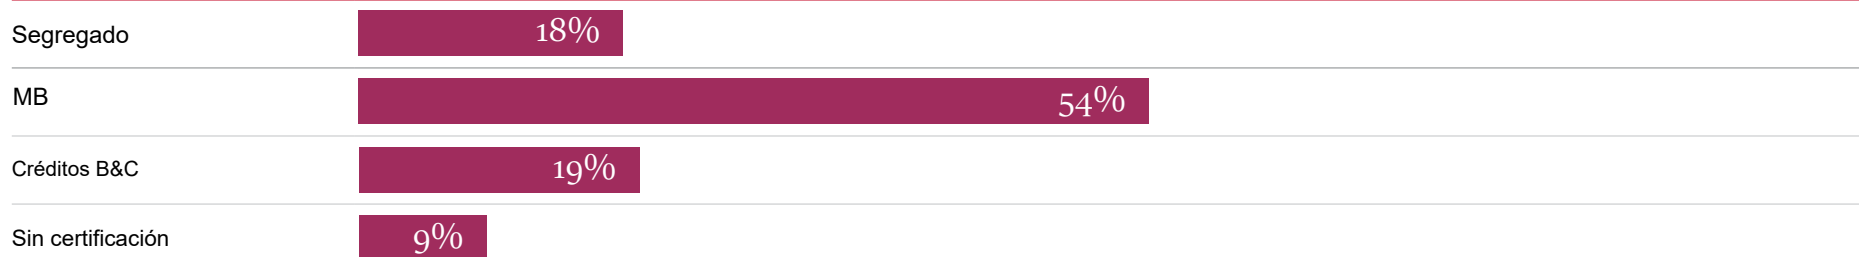 Segregado 18%
MB 54%
Créditos B&C 19%
Sin certificación 9%